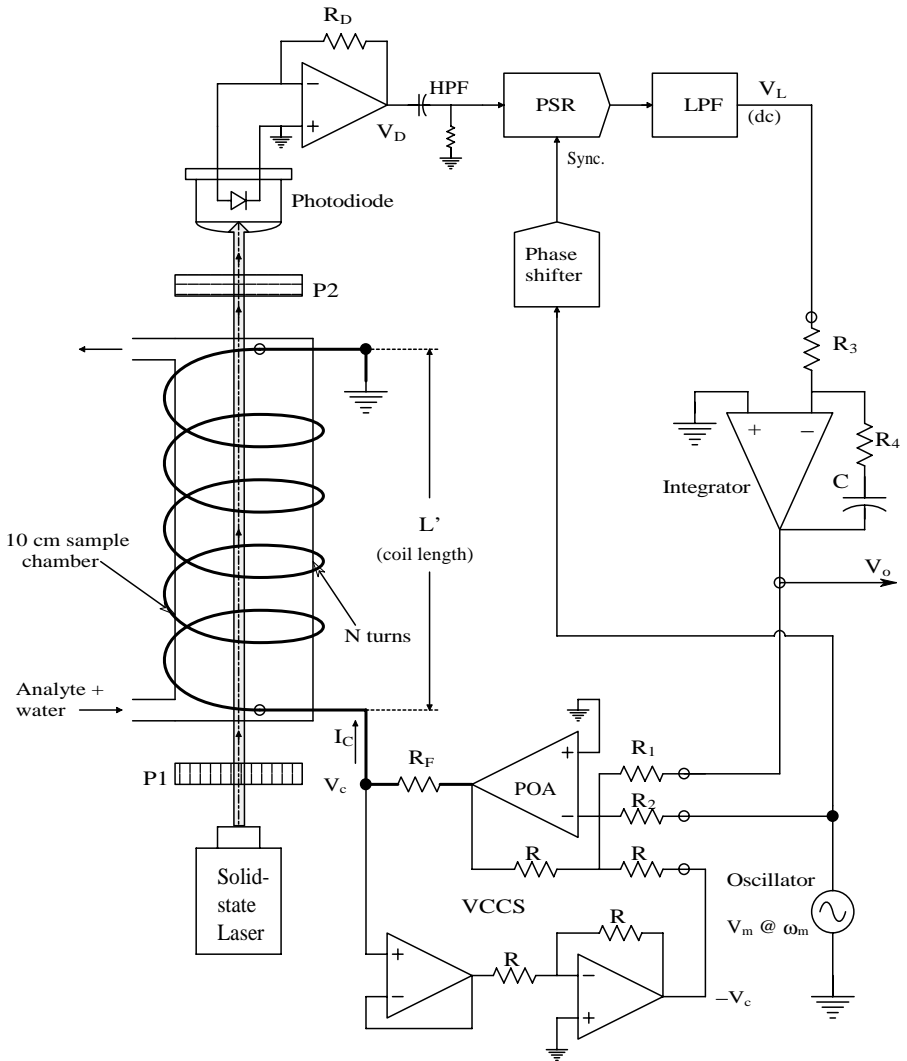 R_D
HPF
PSR
LPF
V_L
(dc)
−
+
V_D
Sync.
Photodiode
Phase
shifter
P2
R_3
+
−
R_4
Integrator
C
L’
(coil length)
V_o
10 cm sample
chamber
N turns
Analyte +
water
I_C
R_F
+
R_1
P1
V_c
POA
−
R_2
R
R
Oscillator
Solid-
state
Laser
VCCS
V_m @ ω_m
R
R
+
−
−
+
−V_c